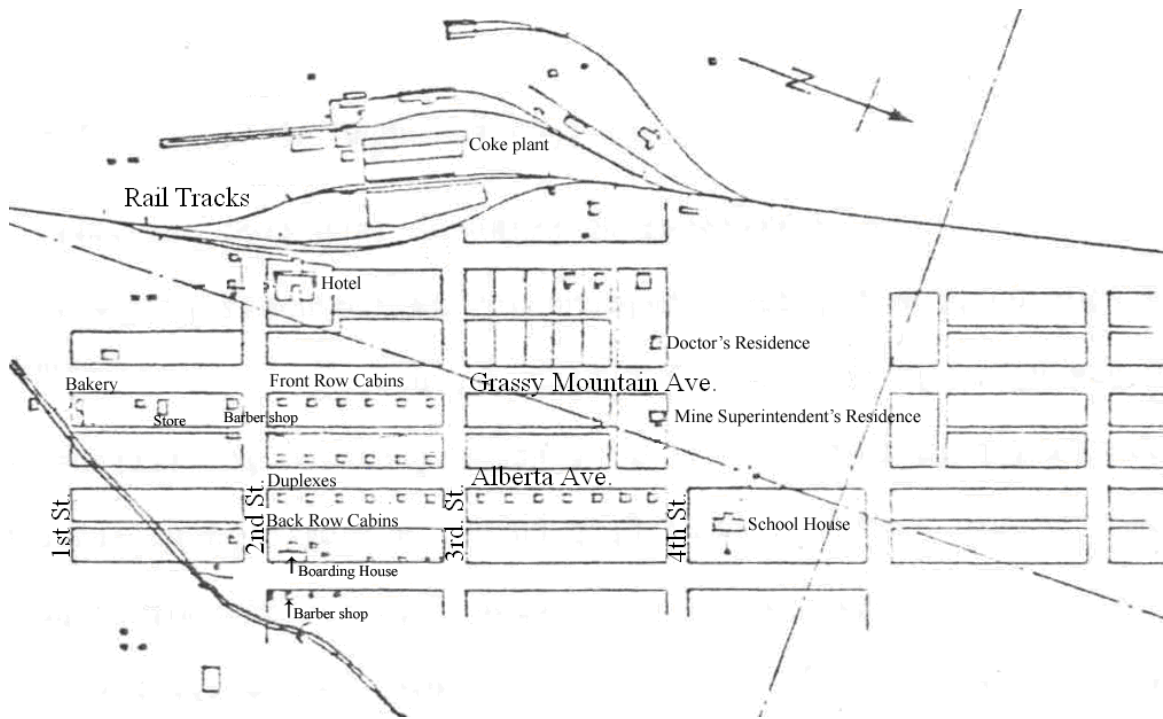 N
Coke plant
Rail Tracks
Hotel
Doctor's Residence
Bakery
Front Row Cabins
Grassy Mountain Ave.
Store
Barber shop
Mine Superintendent's Residence
Duplexes
Alberta Ave.
1st St.
2nd St.
3rd. St.
4th St.
Back Row Cabins
School House
Boarding House
Barber shop